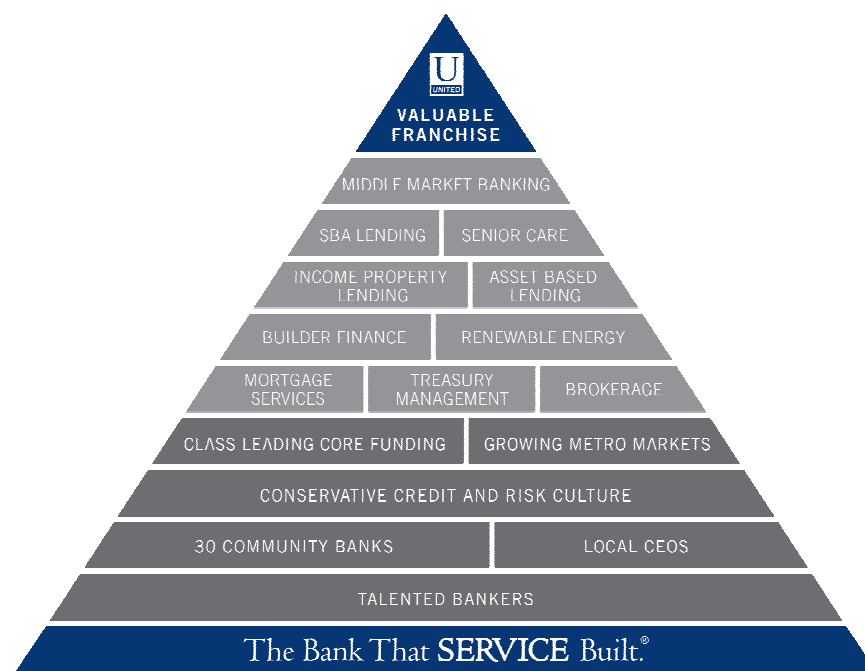 U
UNITED
VALUABLE
FRANCHISE
MIDDLE MARKET BANKING
SBA LENDING SENIOR CARE
INCOME PROPERTY ASSET BASED
LENDING LENDING
BUILDER FINANCE RENEWABLE ENERGY
MORTGAGE TREASURY BROKERAGE
SERVICES MANAGEMENT
CLASS LEADING CORE FUNDING GROWING METRO MARKETS
CONSERVATIVE CREDIT AND RISK CULTURE
30 COMMUNITY BANKS LOCAL CEOS
TALENTED BANKERS
The Bank That SERVICE Built.®